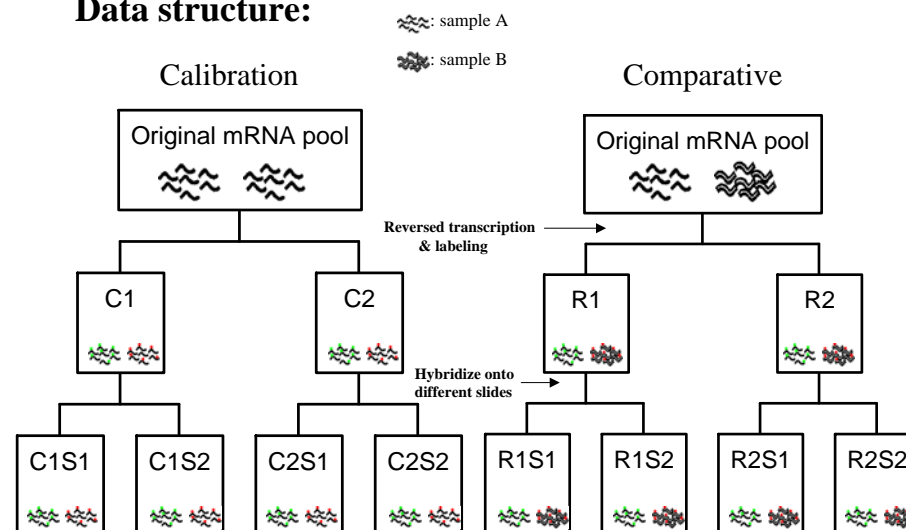 Data structure:
: sample A
: sample B
Calibration
Comparative
Original mRNA pool
Original mRNA pool
Reversed transcription
& labeling
C1
C2
R1
R2
Hybridize onto
different slides
C1S1
C1S2
C2S1
C2S2
R1S1
R1S2
R2S1
R2S2